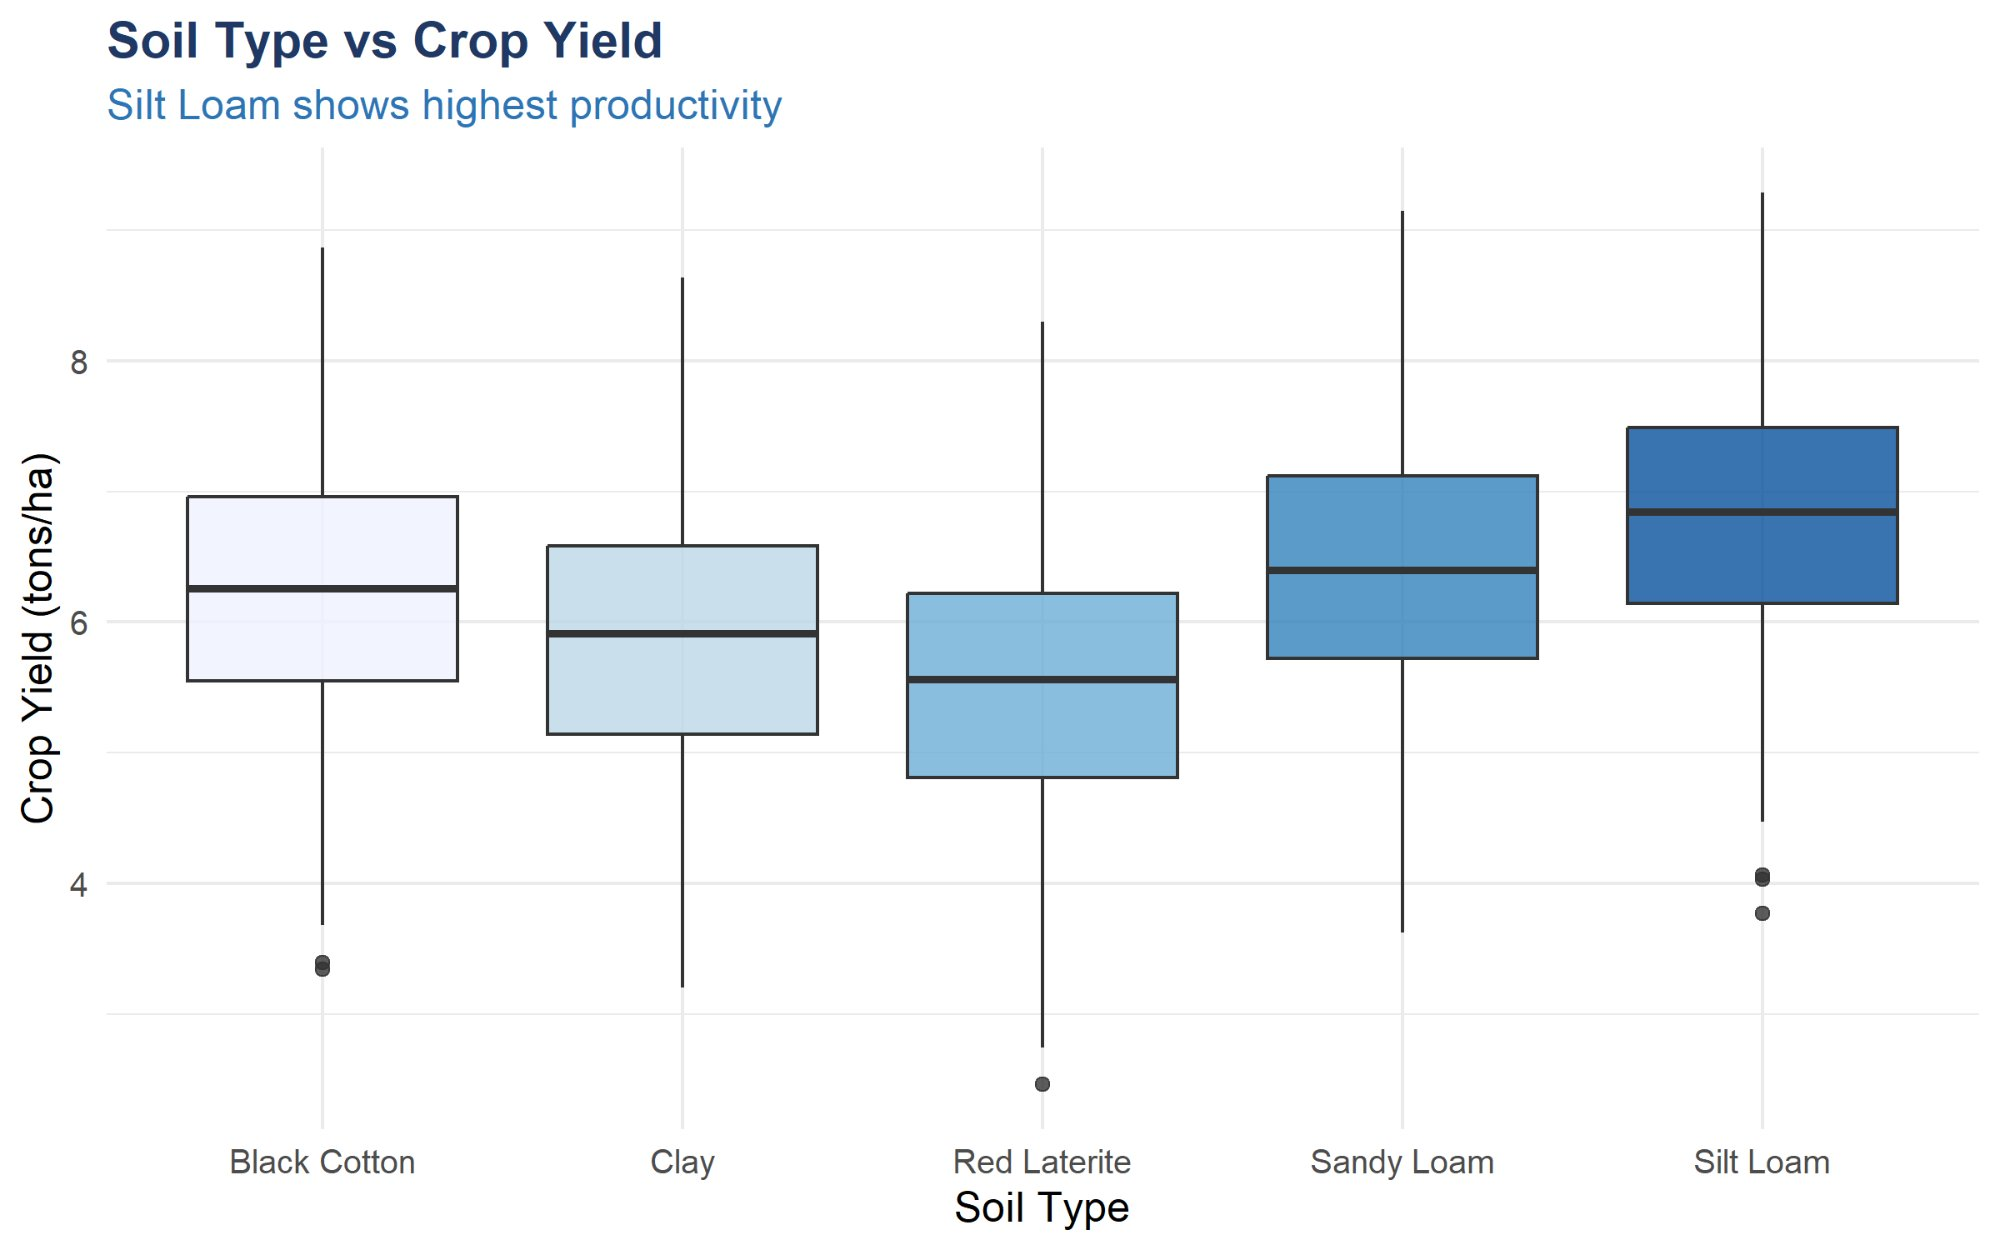 Soil Type vs Crop Yield
Silt Loam shows highest productivity
Crop Yield (tons/ha)
8
6
4
Black Cotton
Clay
Red Laterite
Sandy Loam
Silt Loam
Soil Type